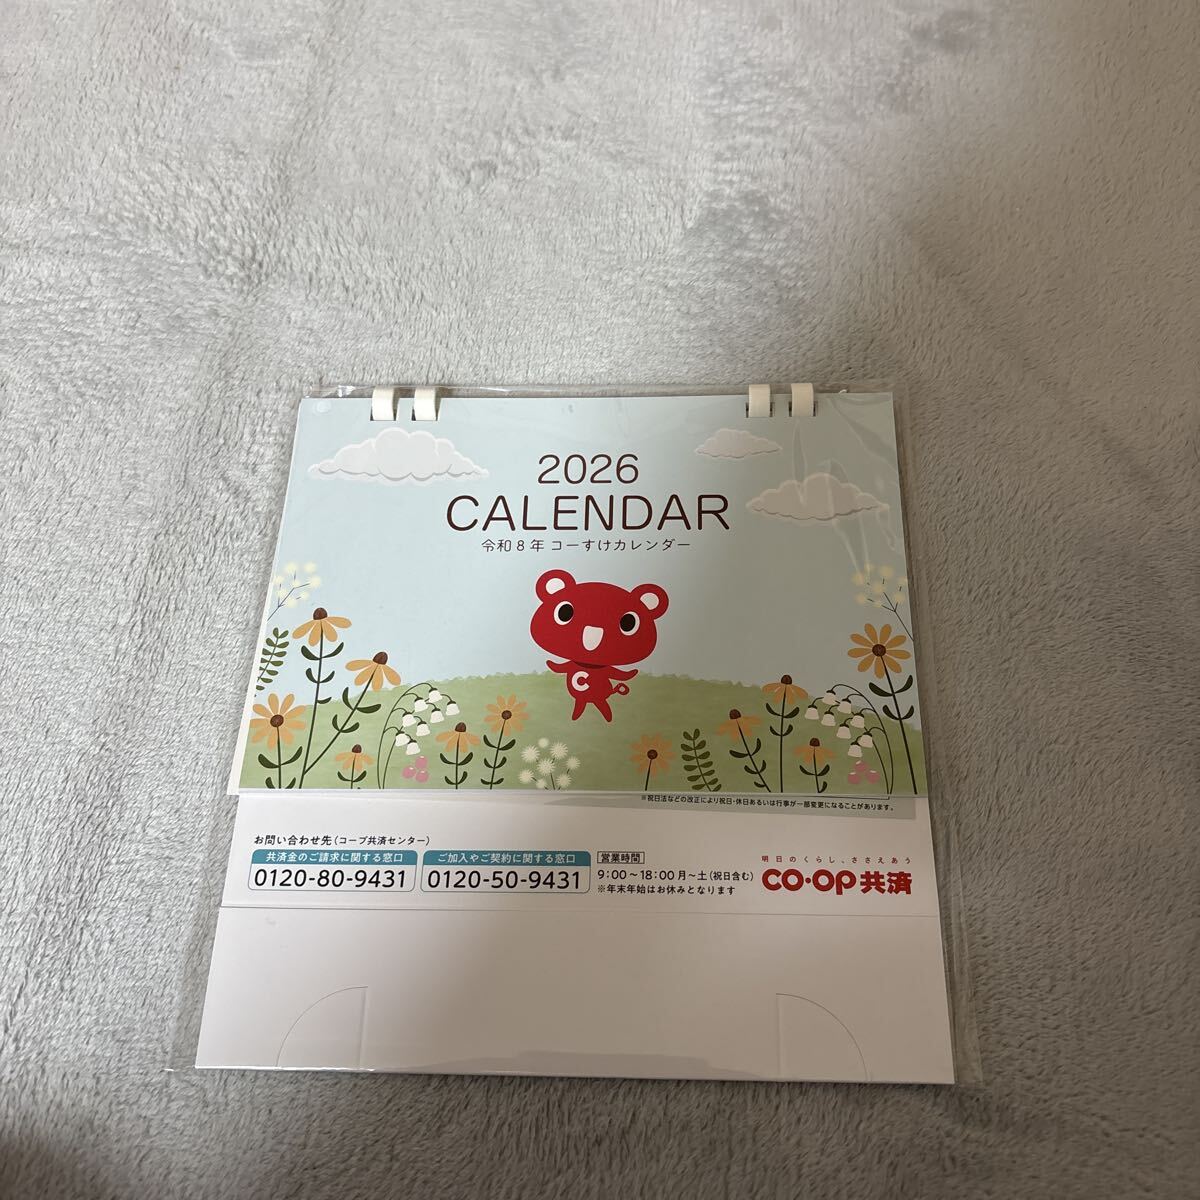 2026
CALENDAR
令和8年 コーすけカレンダー
C
※祝日法などの改正により祝日・休日あるいは行事が一部変更になることがあります。
お問い合わせ先(コープ共済センター)
共済金のご請求に関する窓口
0120-80-9431
ご加入やご契約に関する窓口
0120-50-9431
営業時間
9:00～18:00 月～土(祝日含む)
※年末年始はお休みとなります
明日のくらし、ささえあう
CO・OP共済